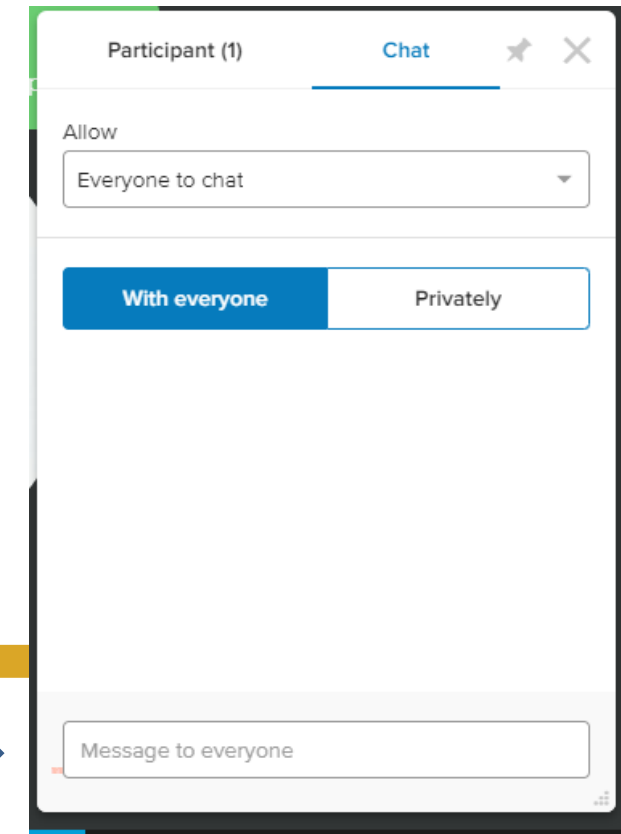 Participant (1)
Chat
Allow
Everyone to chat
With everyone
Privately
Message to everyone